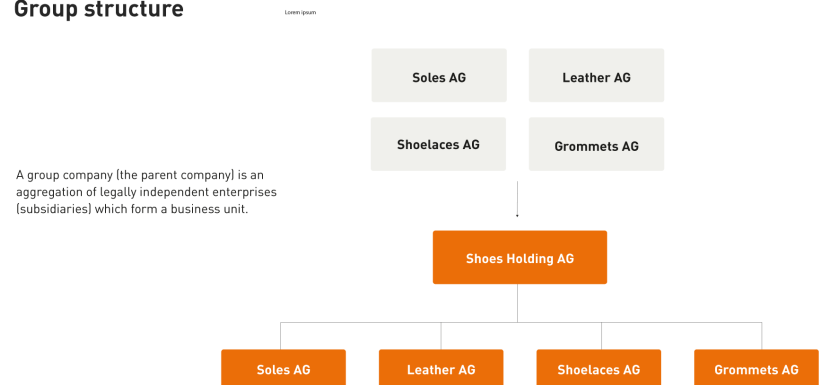 Group structure
Lorem ipsum
Soles AG
Leather AG
Shoelaces AG
Grommets AG
A group company (the parent company) is an
aggregation of legally independent enterprises
(subsidiaries) which form a business unit.
Shoes Holding AG
Soles AG
Leather AG
Shoelaces AG
Grommets AG